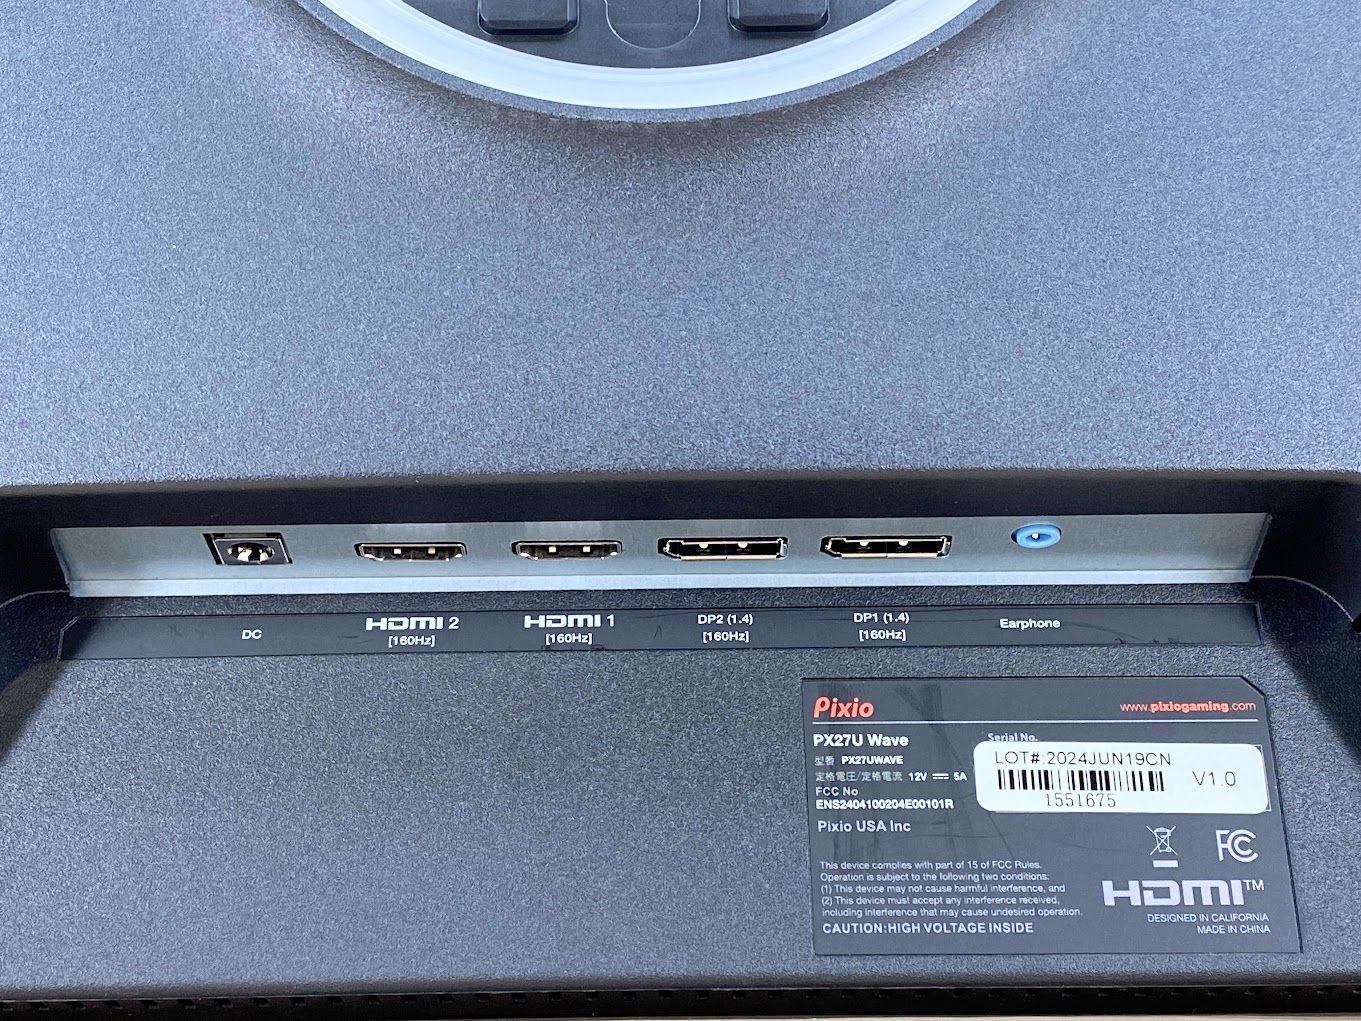 DC
HDMI 2
[160Hz]
HDMI 1
[160Hz]
DP2 (1.4)
[160Hz]
DP1 (1.4)
[160Hz]
Earphone
Pixio
www.pixiogaming.com
PX27U Wave
Serial No.
型番 PX27UWAVE
定格電圧/定格電流 12V ⎓ 5A
FCC No
ENS2404100204E00101R
Pixio USA Inc
LOT#:2024JUN19CN
V1.0
1551675
This device complies with part of 15 of FCC Rules.
Operation is subject to the following two conditions:
(1) This device may not cause harmful interference, and
(2) This device must accept any interference received,
including interference that may cause undesired operation.
CAUTION:HIGH VOLTAGE INSIDE
FC
HDMI™
DESIGNED IN CALIFORNIA
MADE IN CHINA